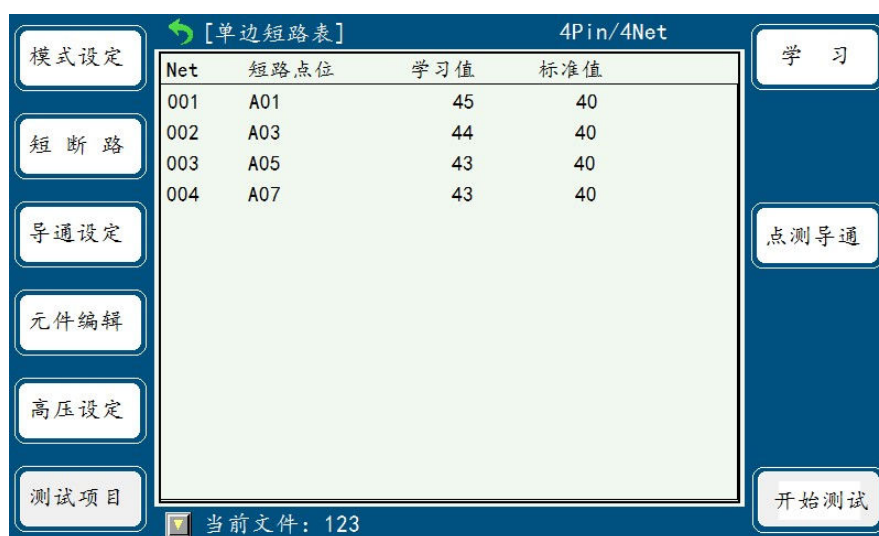 [单边短路表] 4Pin/4Net
模式设定
短断路
导通设定
元件编辑
高压设定
测试项目
Net 短路点位 学习值 标准值
001 A01 45 40
002 A03 44 40
003 A05 43 40
004 A07 43 40
学 习
点测导通
开始测试
当前文件: 123